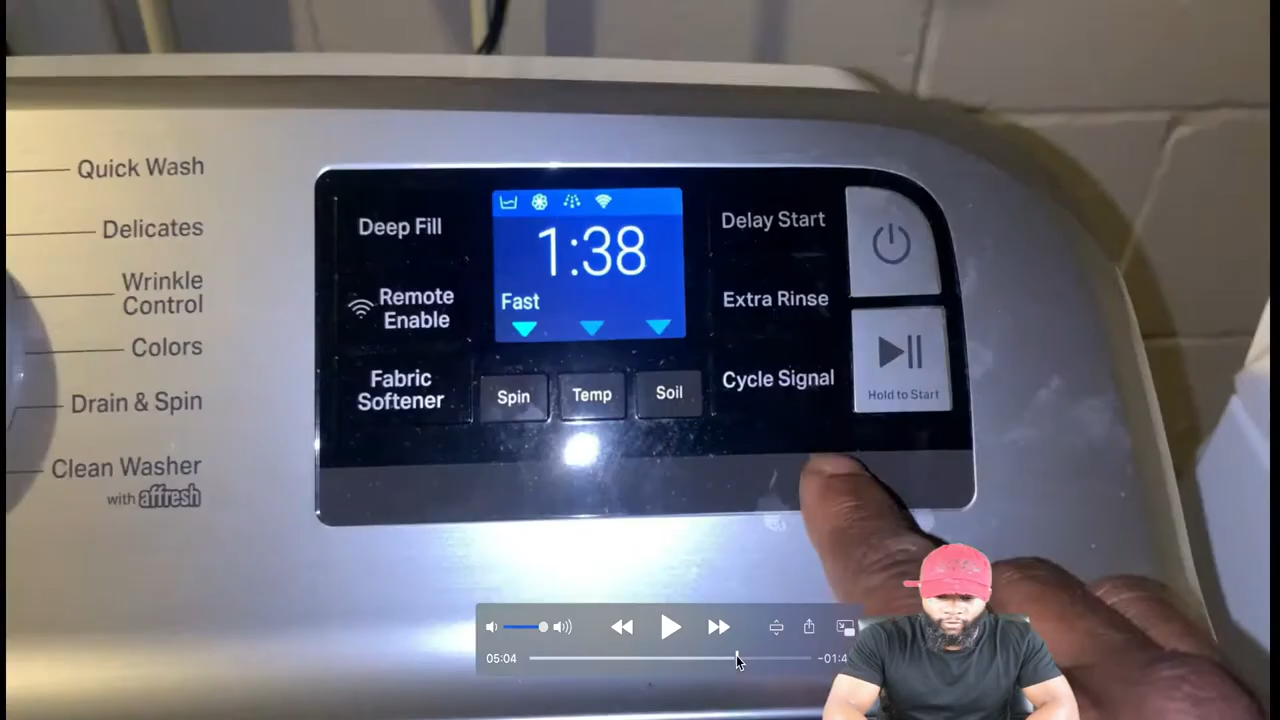 Quick Wash
Delicates
Wrinkle
Control
Colors
Drain & Spin
Clean Washer
with affresh
Deep Fill
Remote
Enable
Fabric
Softener
1:38
Fast
Spin
Temp
Soil
Delay Start
Extra Rinse
Cycle Signal
Hold to Start
05:04
-01:4